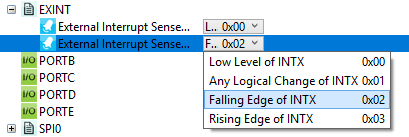 EXINT
External Interrupt Sense... L.. 0x00
External Interrupt Sense... F.. 0x02
I/O PORTB
I/O PORTC
I/O PORTD
I/O PORTE
SPI0
Low Level of INTX 0x00
Any Logical Change of INTX 0x01
Falling Edge of INTX 0x02
Rising Edge of INTX 0x03